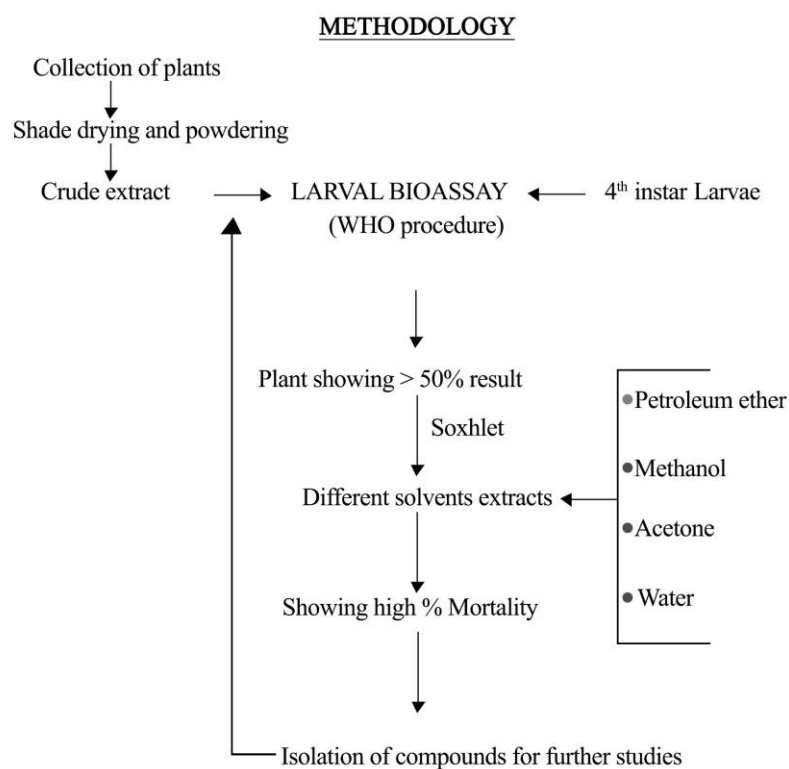 METHODOLOGY
Collection of plants
Shade drying and powdering
Crude extract
LARVAL BIOASSAY
(WHO procedure)
4th instar Larvae
Plant showing > 50% result
Soxhlet
Different solvents extracts
Petroleum ether
Methanol
Acetone
Water
Showing high % Mortality
Isolation of compounds for further studies